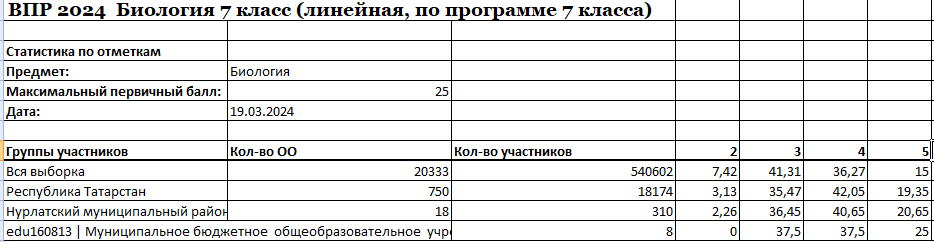 ВПР 2024 Биология 7 класс (линейная, по программе 7 класса)
Статистика по отметкам
Предмет: Биология
Максимальный первичный балл: 25
Дата: 19.03.2024
Группы участников Кол-во ОО Кол-во участников 2 3 4 5
Вся выборка 20333 540602 7,42 41,31 36,27 15
Республика Татарстан 750 18174 3,13 35,47 42,05 19,35
Нурлатский муниципальный район 18 310 2,26 36,45 40,65 20,65
edu160813 | Муниципальное бюджетное общеобразовательное учре 8 0 37,5 37,5 25